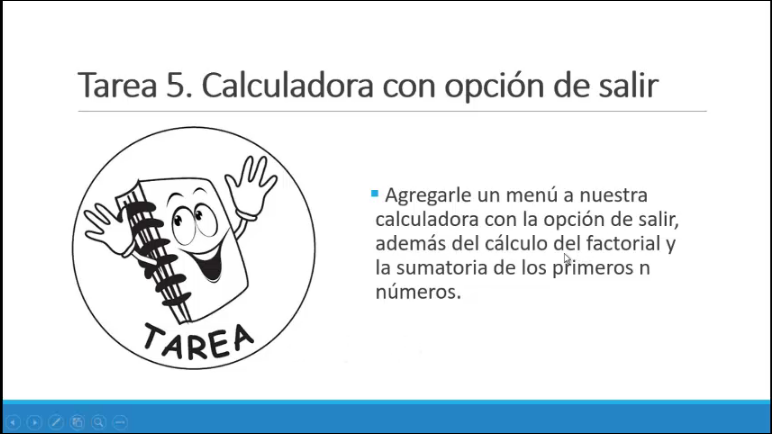 Tarea 5. Calculadora con opción de salir
Agregarle un menú a nuestra
calculadora con la opción de salir,
además del cálculo del factorial y
la sumatoria de los primeros n
números.
TAREA